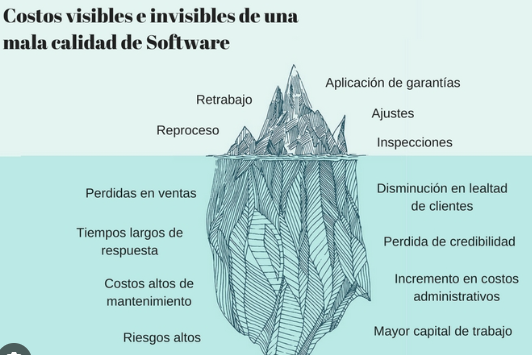 Costos visibles e invisibles de una
mala calidad de Software
Aplicación de garantías
Retrabajo
Ajustes
Reproceso
Inspecciones
Perdidas en ventas
Disminución en lealtad
de clientes
Tiempos largos de
respuesta
Perdida de credibilidad
Costos altos de
mantenimiento
Incremento en costos
administrativos
Riesgos altos
Mayor capital de trabajo